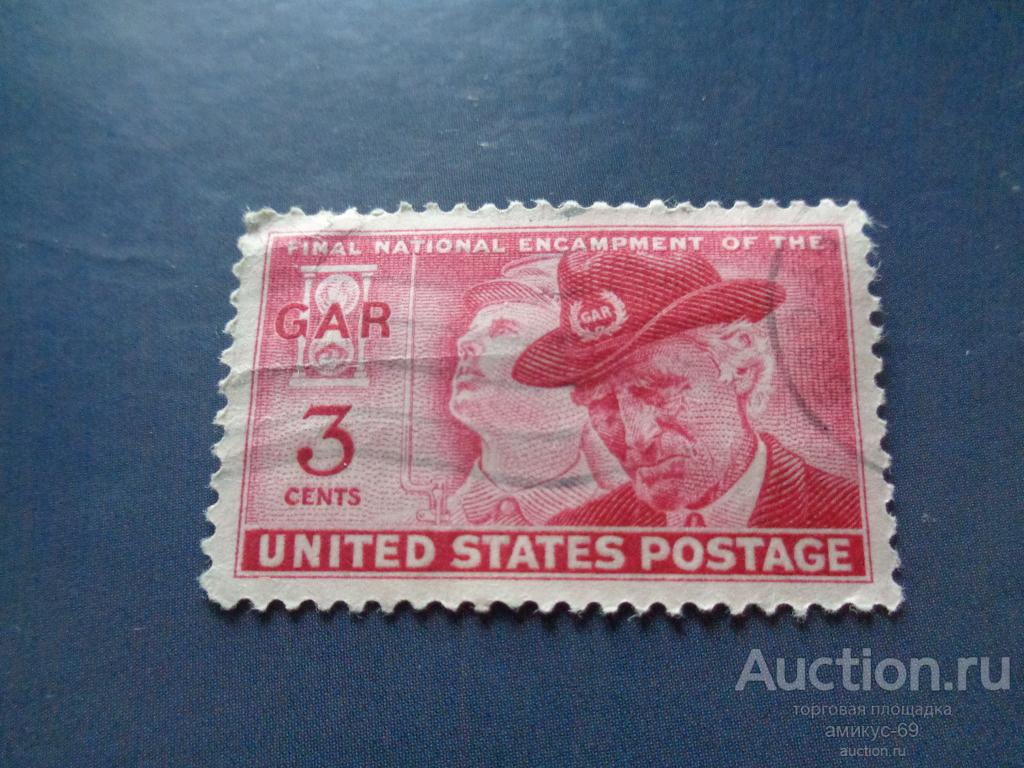 FINAL NATIONAL ENCAMPMENT OF THE
GAR
GAR
3
CENTS
UNITED STATES POSTAGE
Auction.ru
торговая площадка
амикус-69
auction.ru